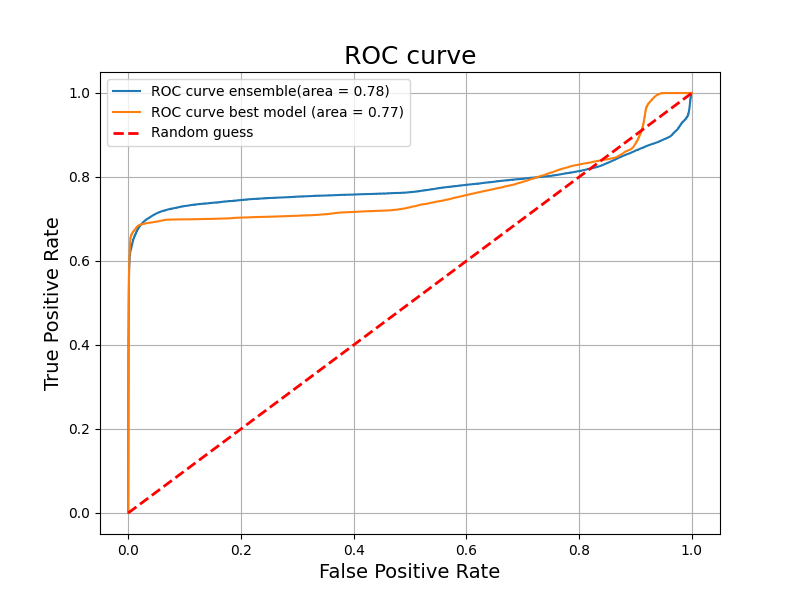 ROC curve
ROC curve ensemble(area = 0.78)
ROC curve best model (area = 0.77)
Random guess
True Positive Rate
1.0
0.8
0.6
0.4
0.2
0.0
0.0 0.2 0.4 0.6 0.8 1.0
False Positive Rate